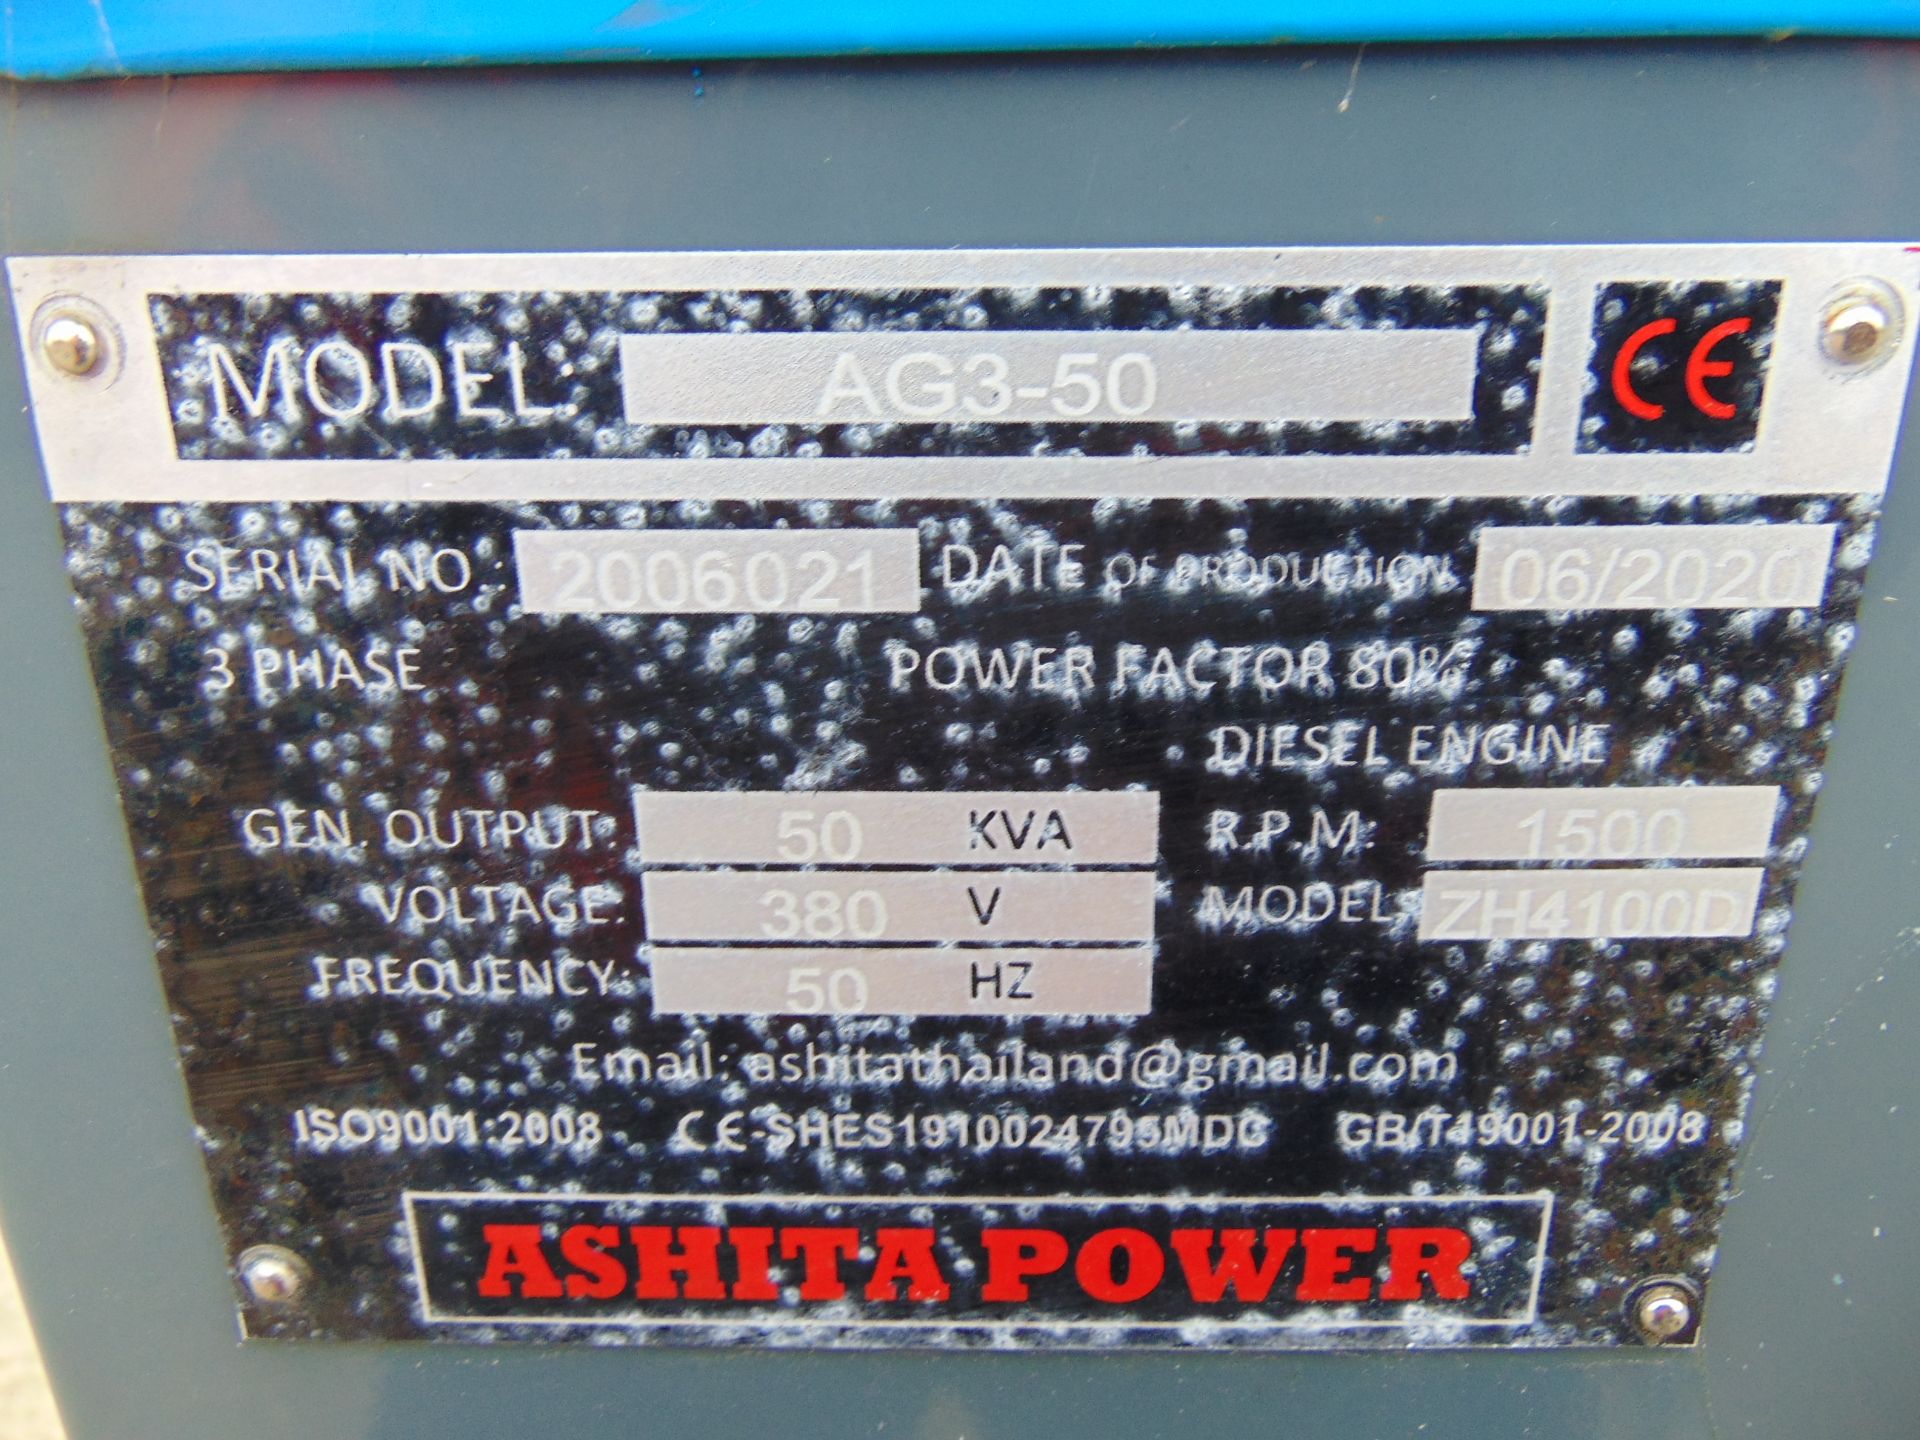 MODEL. AG3-50 CE
SERIAL NO.: 2006021 DATE OF PRODUCTION 06/2020
3 PHASE POWER FACTOR 80%
DIESEL ENGINE
GEN. OUTPUT: 50 KVA R.P.M: 1500
VOLTAGE: 380 V MODEL: ZH4100D
FREQUENCY: 50 HZ
Email: ashitathailand@gmail.com
ISO9001:2008 CE-SHES1910024795MDC GB/T19001-2008
ASHITA POWER